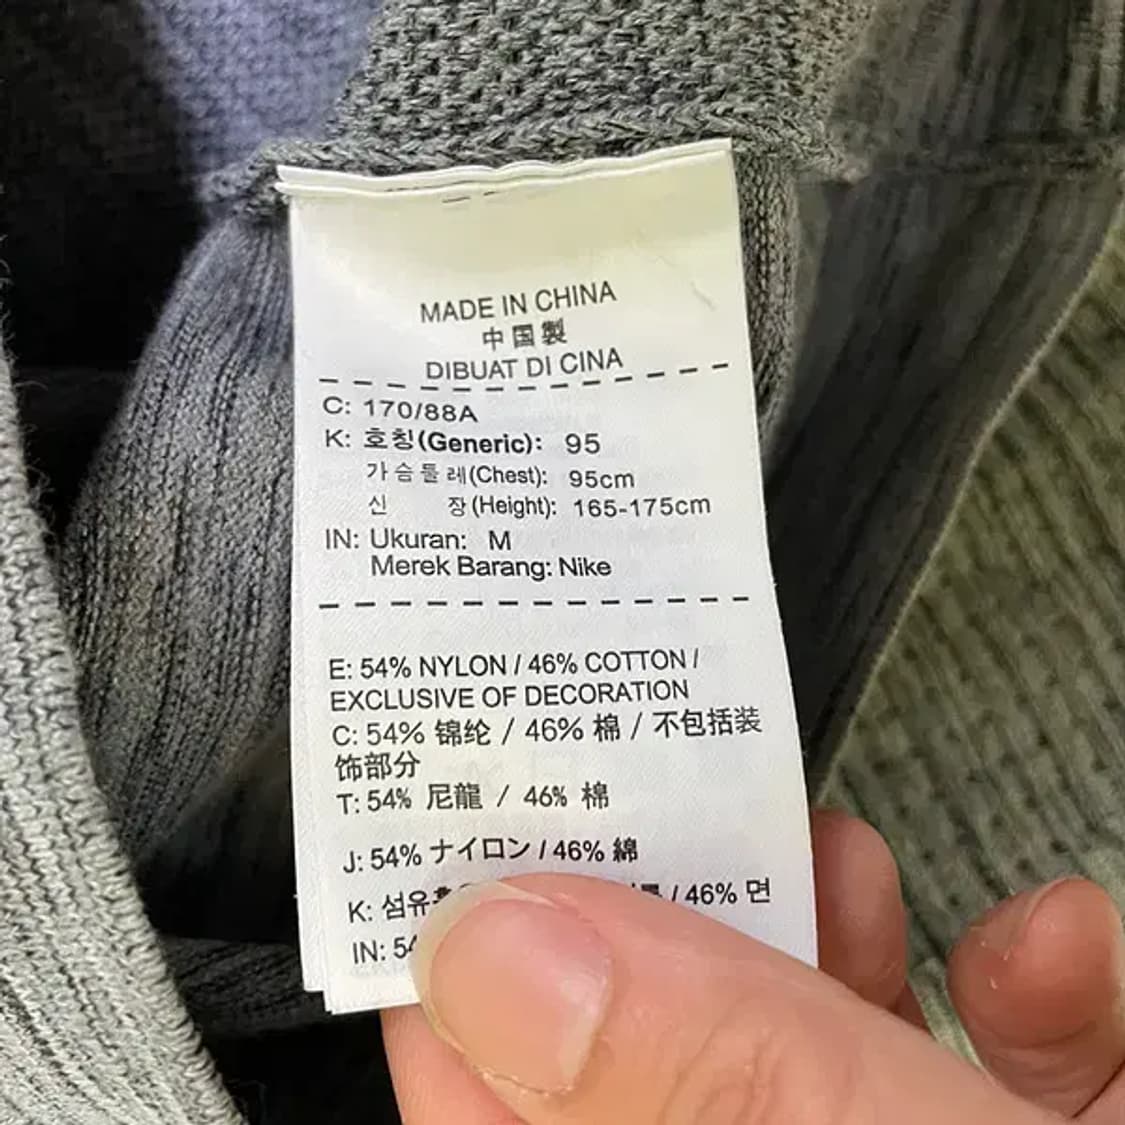 MADE IN CHINA
中国製
DIBUAT DI CINA
C: 170/88A
K: 호칭(Generic): 95
가슴둘레(Chest): 95cm
신 장(Height): 165-175cm
IN: Ukuran: M
Merek Barang: Nike
E: 54% NYLON / 46% COTTON /
EXCLUSIVE OF DECORATION
C: 54% 锦纶 / 46% 棉 / 不包括装
饰部分
T: 54% 尼龍 / 46% 棉
J: 54% ナイロン / 46% 綿
K: 섬유 / 46% 면
IN: